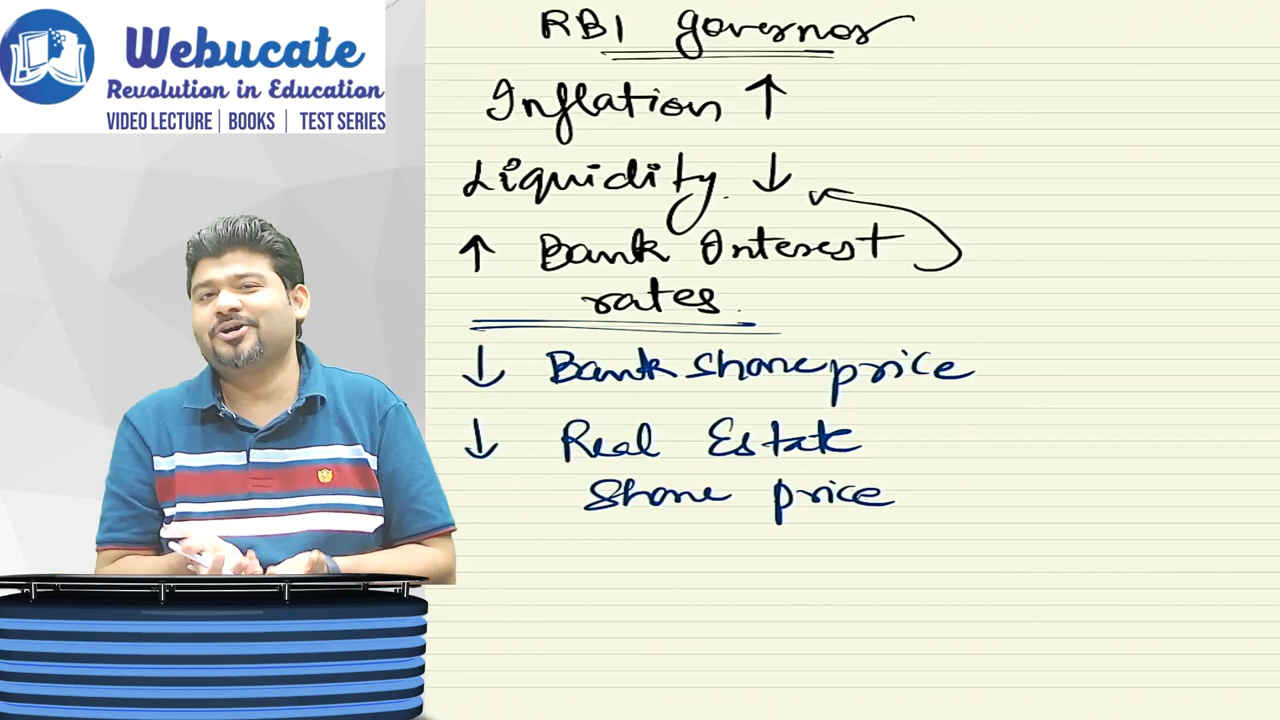 Webucate
Revolution in Education
VIDEO LECTURE | BOOKS | TEST SERIES
RBI governor
Inflation ↑
Liquidity. ↓
↑ Bank Interest
rates.
↓ Bank share price
↓ Real Estate
Share price